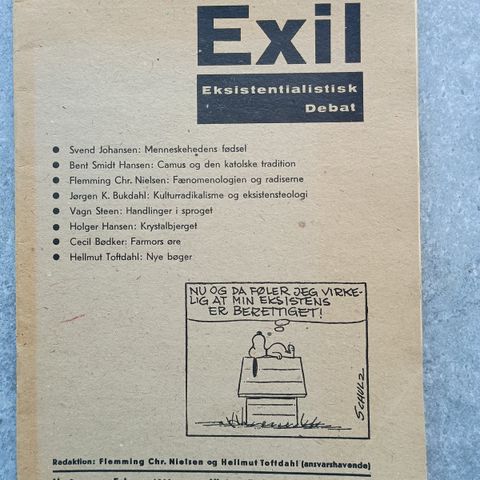 Exil
Eksistentialistisk
Debat
● Svend Johansen: Menneskehedens fødsel
● Bent Smidt Hansen: Camus og den katolske tradition
● Flemming Chr. Nielsen: Fænomenologien og radiserne
● Jørgen K. Bukdahl: Kulturradikalisme og eksistensteologi
● Vagn Steen: Handlinger i sproget
● Holger Hansen: Krystalbjerget
● Cecil Bødker: Farmors øre
● Hellmut Toftdahl: Nye bøger
NU OG DA FØLER JEG VIRKE-
LIG AT MIN EKSISTENS
ER BERETTIGET!
SCHULZ
Redaktion: Flemming Chr. Nielsen og Hellmut Toftdahl (ansvarshavende)